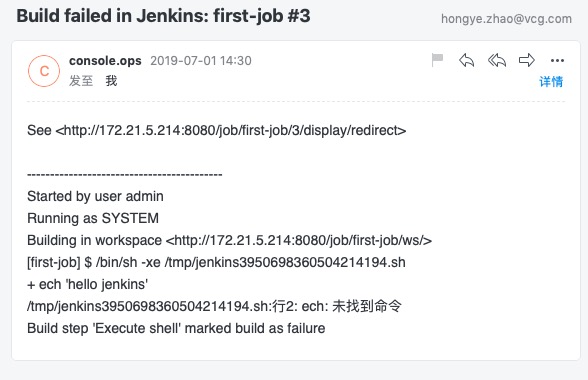 Build failed in Jenkins: first-job #3
hongye.zhao@vcg.com
C
console.ops 2019-07-01 14:30
发至 我
详情
See <http://172.21.5.214:8080/job/first-job/3/display/redirect>
------------------------------------------
Started by user admin
Running as SYSTEM
Building in workspace <http://172.21.5.214:8080/job/first-job/ws/>
[first-job] $ /bin/sh -xe /tmp/jenkins3950698360504214194.sh
+ ech 'hello jenkins'
/tmp/jenkins3950698360504214194.sh:行2: ech: 未找到命令
Build step 'Execute shell' marked build as failure